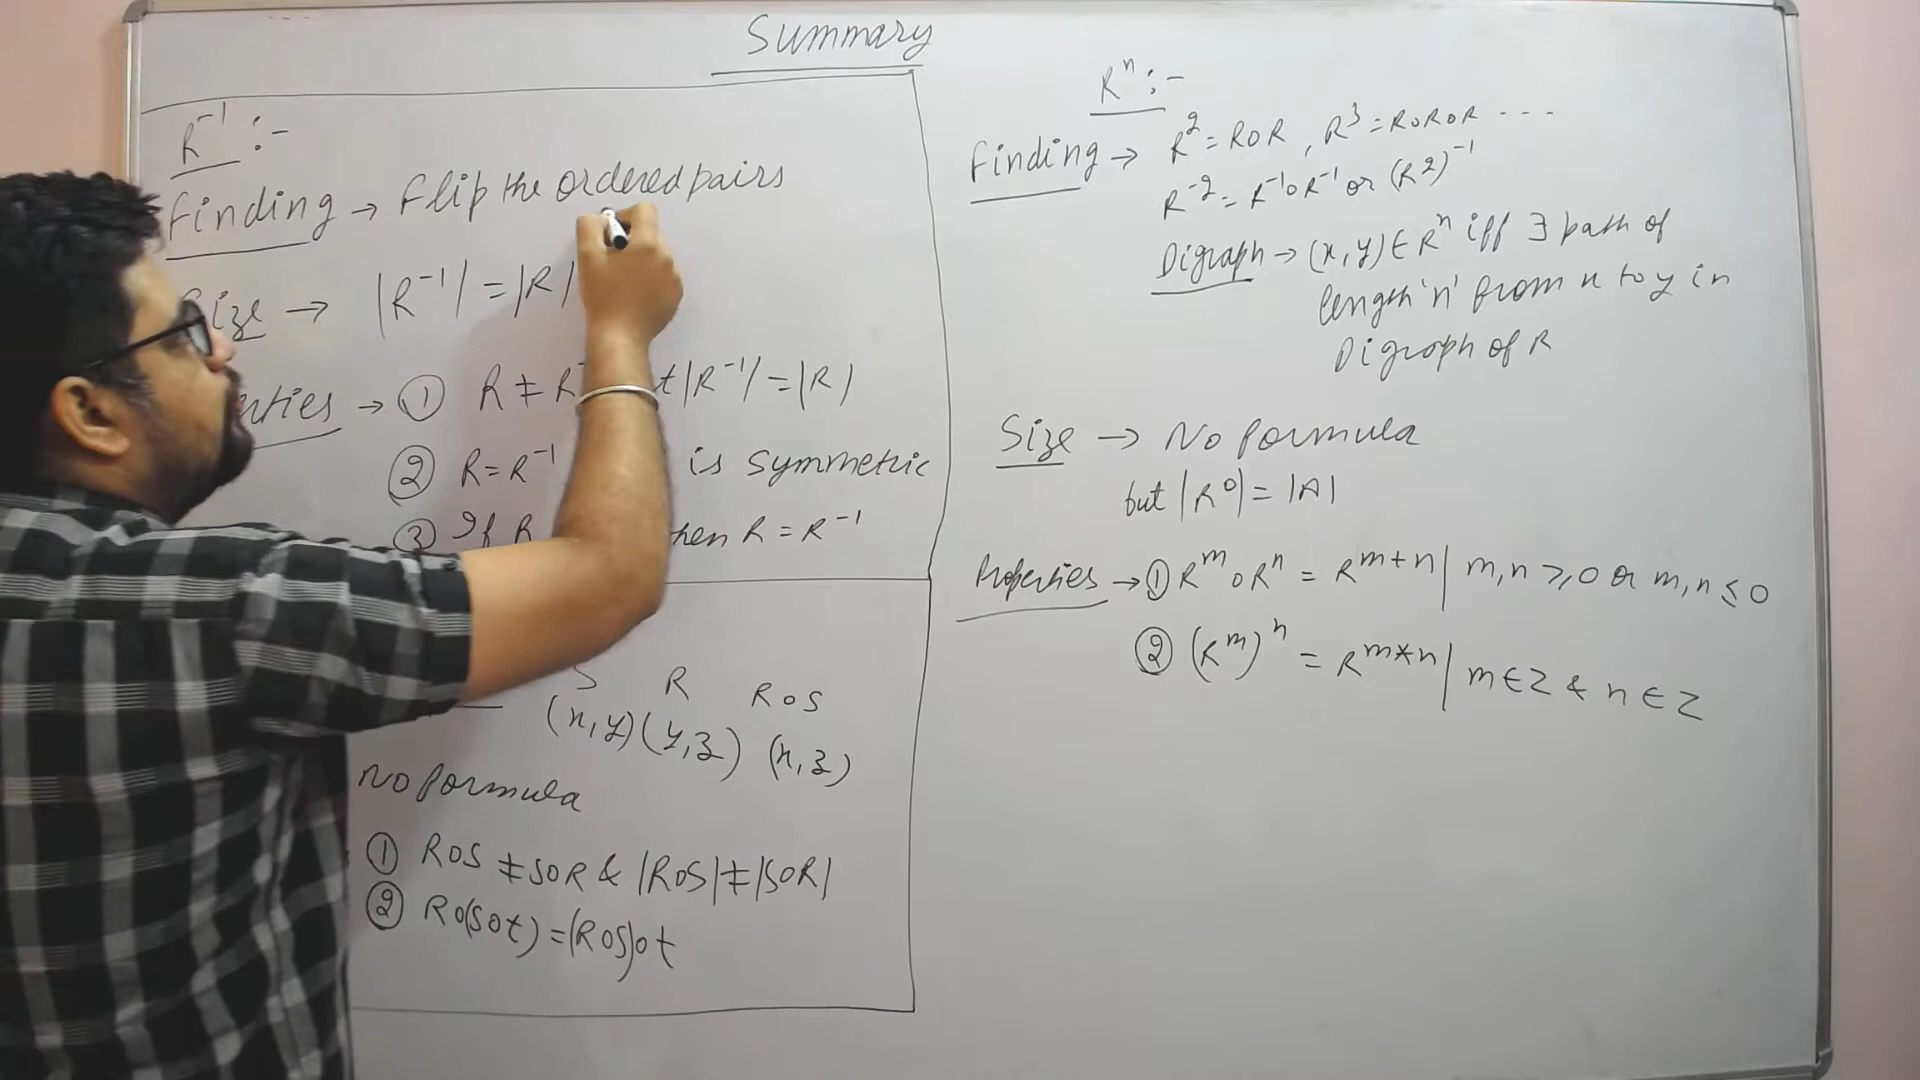 Summary
R⁻¹ :-
Finding → Flip the ordered pairs
Size → |R⁻¹| = |R|
→ ① R ≠ R |R⁻¹| = |R|
② R = R⁻¹ is symmetric
③ If R then R = R⁻¹
S R ROS
(x,y) (y,z) (x,z)
No formula
① ROS ≠ SOR & |ROS| ≠ |SOR|
② RO(SOt) = (ROS)Ot
Rⁿ :-
Finding → R² = ROR, R³ = ROROR ---
R⁻² = R⁻¹OR⁻¹ or (R²)⁻¹
Digraph → (x,y) ∈ Rⁿ iff ∃ path of
length 'n' from x to y in
Digraph of R
Size → No formula
but |R⁰| = |A|
Properties → ① Rᵐ O Rⁿ = Rᵐ⁺ⁿ | m,n ≥ 0 or m,n ≤ 0
② (Rᵐ)ⁿ = R^m*n | m ∈ Z & n ∈ Z